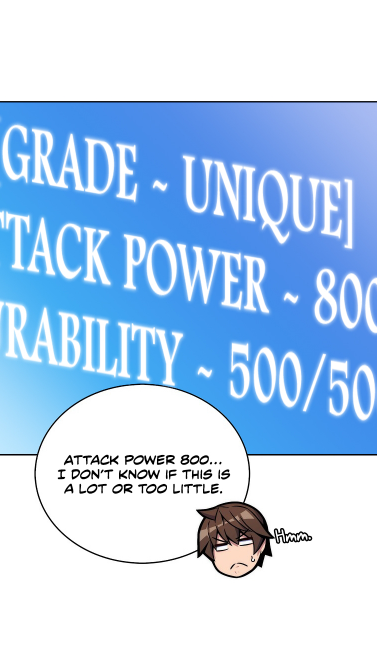 [GRADE ~ UNIQUE]
TTACK POWER ~ 800
RABILITY ~ 500/50
ATTACK POWER 800...
I DON'T KNOW IF THIS IS
A LOT OR TOO LITTLE.
Hmm.